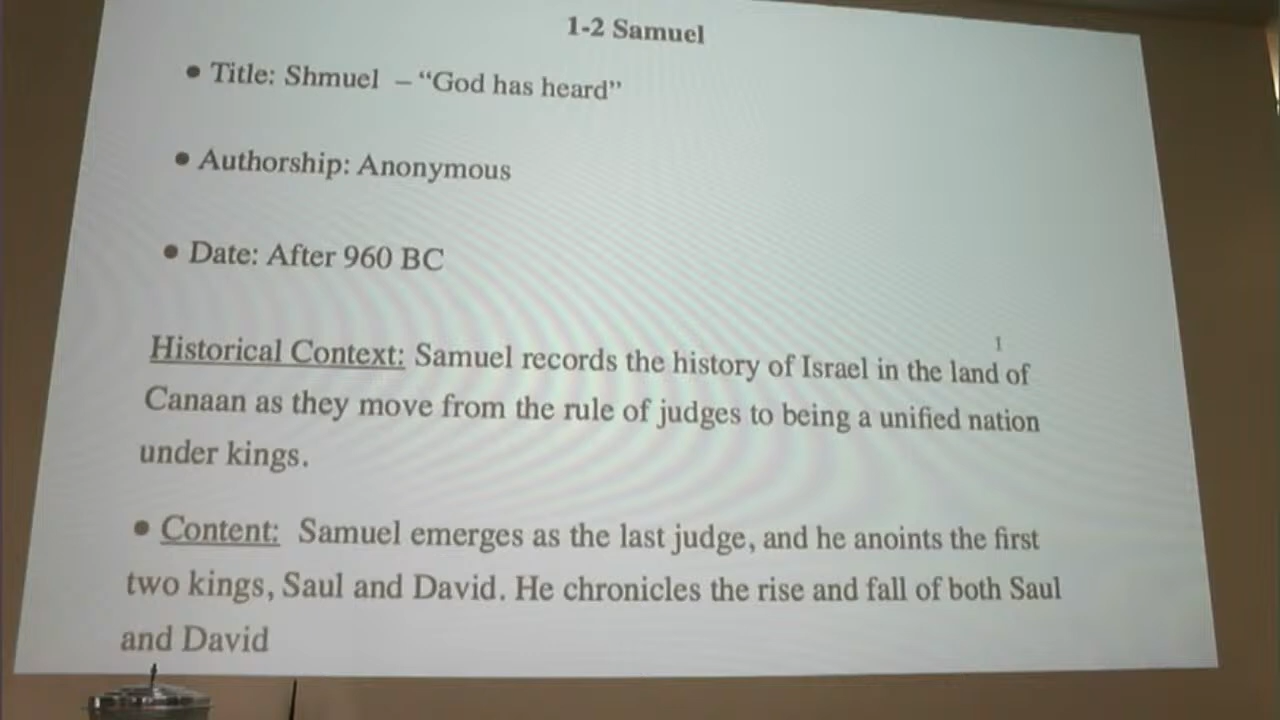 1-2 Samuel
• Title: Shmuel – “God has heard”
• Authorship: Anonymous
• Date: After 960 BC
Historical Context: Samuel records the history of Israel in the land of
Canaan as they move from the rule of judges to being a unified nation
under kings.
• Content: Samuel emerges as the last judge, and he anoints the first
two kings, Saul and David. He chronicles the rise and fall of both Saul
and David